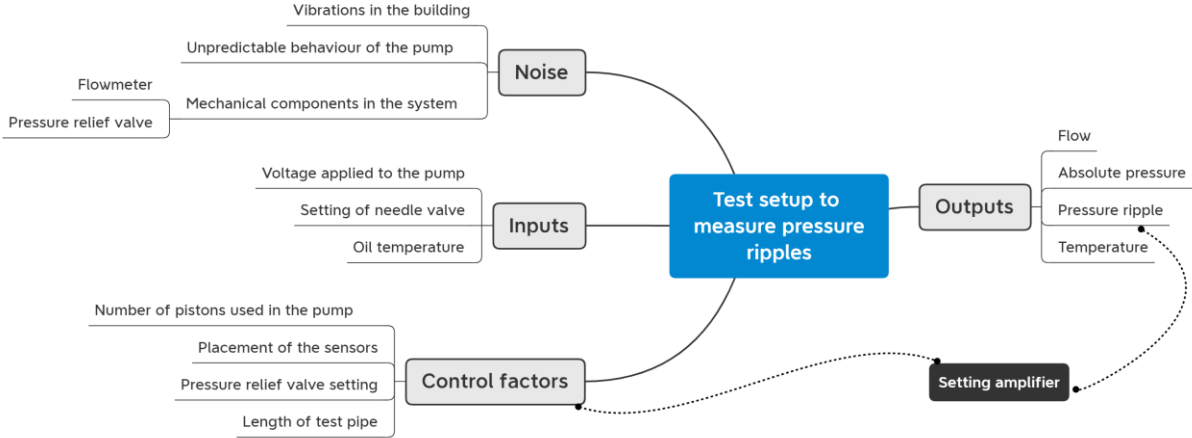 Vibrations in the building
Unpredictable behaviour of the pump
Noise
Flowmeter
Mechanical components in the system
Pressure relief valve
Voltage applied to the pump
Setting of needle valve
Inputs
Oil temperature
Number of pistons used in the pump
Placement of the sensors
Control factors
Pressure relief valve setting
Length of test pipe
Test setup to
measure pressure
ripples
Flow
Absolute pressure
Outputs
Pressure ripple
Temperature
Setting amplifier